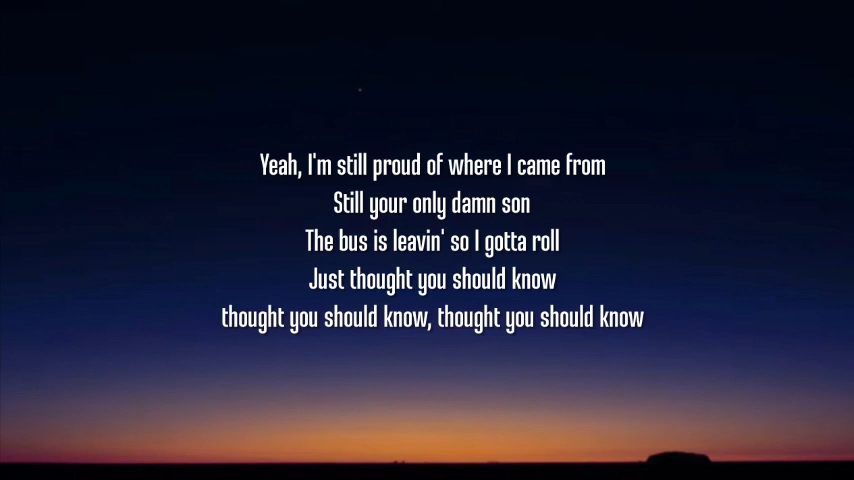 Yeah, I'm still proud of where I came from
Still your only damn son
The bus is leavin' so I gotta roll
Just thought you should know
thought you should know, thought you should know